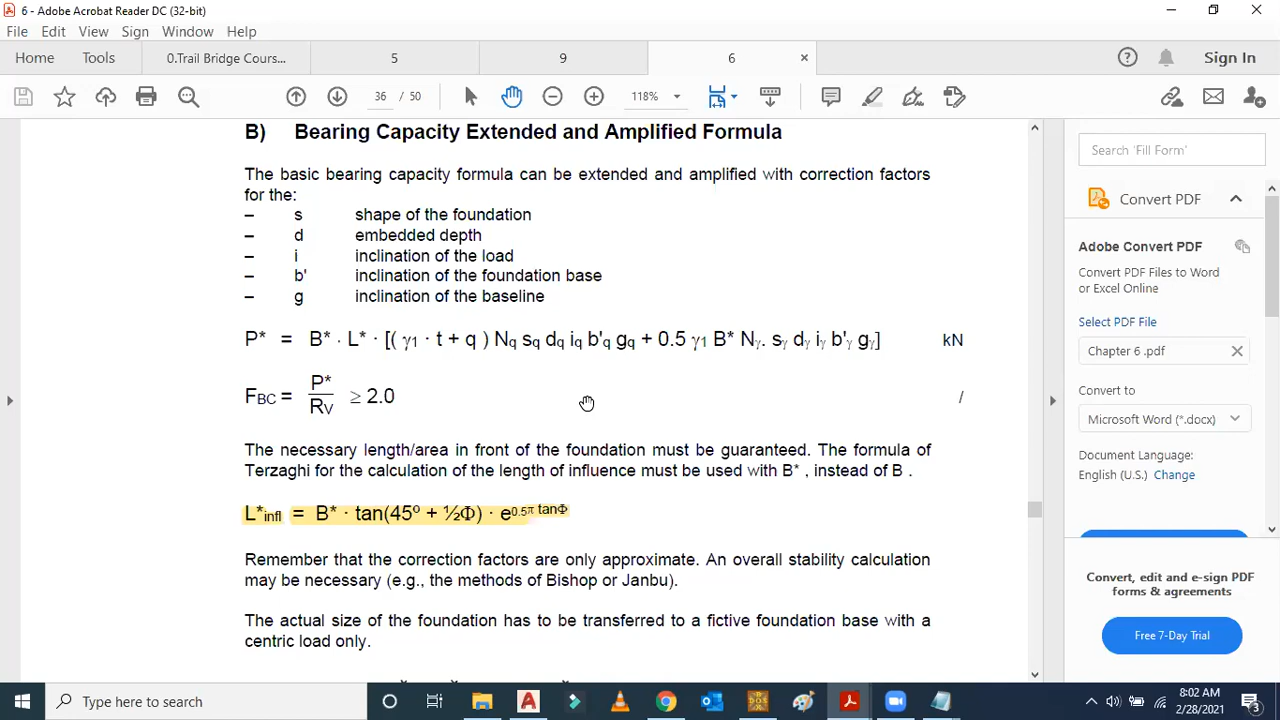 6 - Adobe Acrobat Reader DC (32-bit)
File Edit View Sign Window Help
Home Tools 0.Trail Bridge Cours... 5 9 6 × Sign In
36 / 50 118%
B) Bearing Capacity Extended and Amplified Formula
The basic bearing capacity formula can be extended and amplified with correction factors
for the:
– s shape of the foundation
– d embedded depth
– i inclination of the load
– b' inclination of the foundation base
– g inclination of the baseline
P* = B* · L* · [( γ1 · t + q ) Nq sq dq iq b'q gq + 0.5 γ1 B* Nγ. sγ dγ iγ b'γ gγ] kN
FBC = P* / RV ≥ 2.0 /
The necessary length/area in front of the foundation must be guaranteed. The formula of
Terzaghi for the calculation of the length of influence must be used with B* , instead of B .
L*infl = B* · tan(45º + ½Φ) · e0.5π tanΦ
Remember that the correction factors are only approximate. An overall stability calculation
may be necessary (e.g., the methods of Bishop or Janbu).
The actual size of the foundation has to be transferred to a fictive foundation base with a
centric load only.
Search 'Fill Form'
Convert PDF
Adobe Convert PDF
Convert PDF Files to Word
or Excel Online
Select PDF File
Chapter 6 .pdf
Convert to
Microsoft Word (*.docx)
Document Language:
English (U.S.) Change
Convert, edit and e-sign PDF
forms & agreements
Free 7-Day Trial
Type here to search
8:02 AM
2/28/2021
3